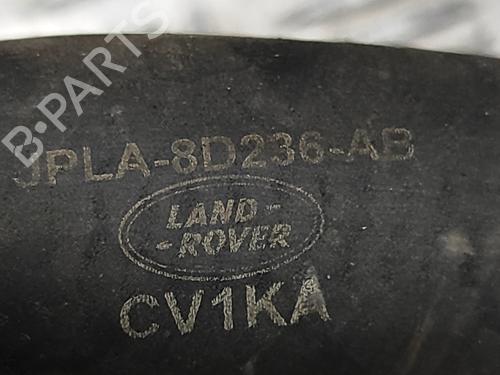 B-PARTS
JPLA-8D236-AB
LAND-
-ROVER
CV1KA